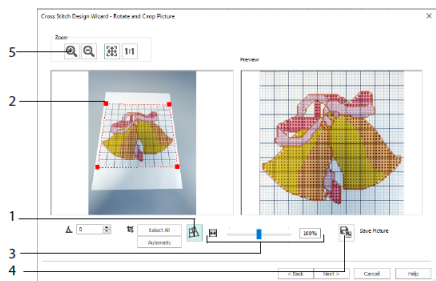 Cross Stitch Design Wizard - Rotate and Crop Picture
Zoom
5
1:1
Preview
2
1
0
Select All
Automatic
100%
Save Picture
3
4
< Back
Next >
Cancel
Help